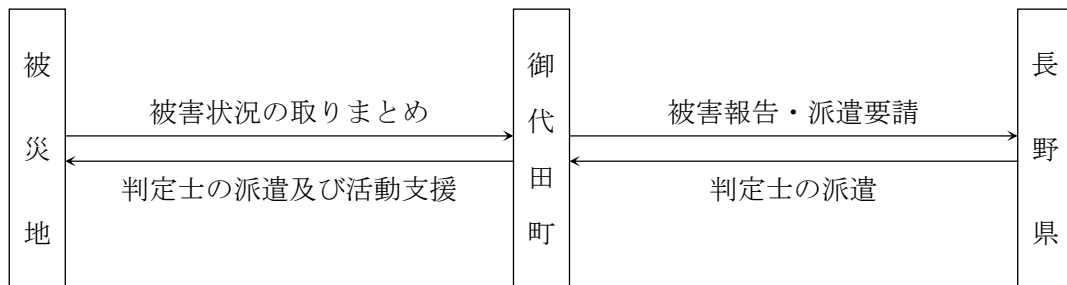 被災地
被害状況の取りまとめ
判定士の派遣及び活動支援
御代田町
被害報告・派遣要請
判定士の派遣
長野県